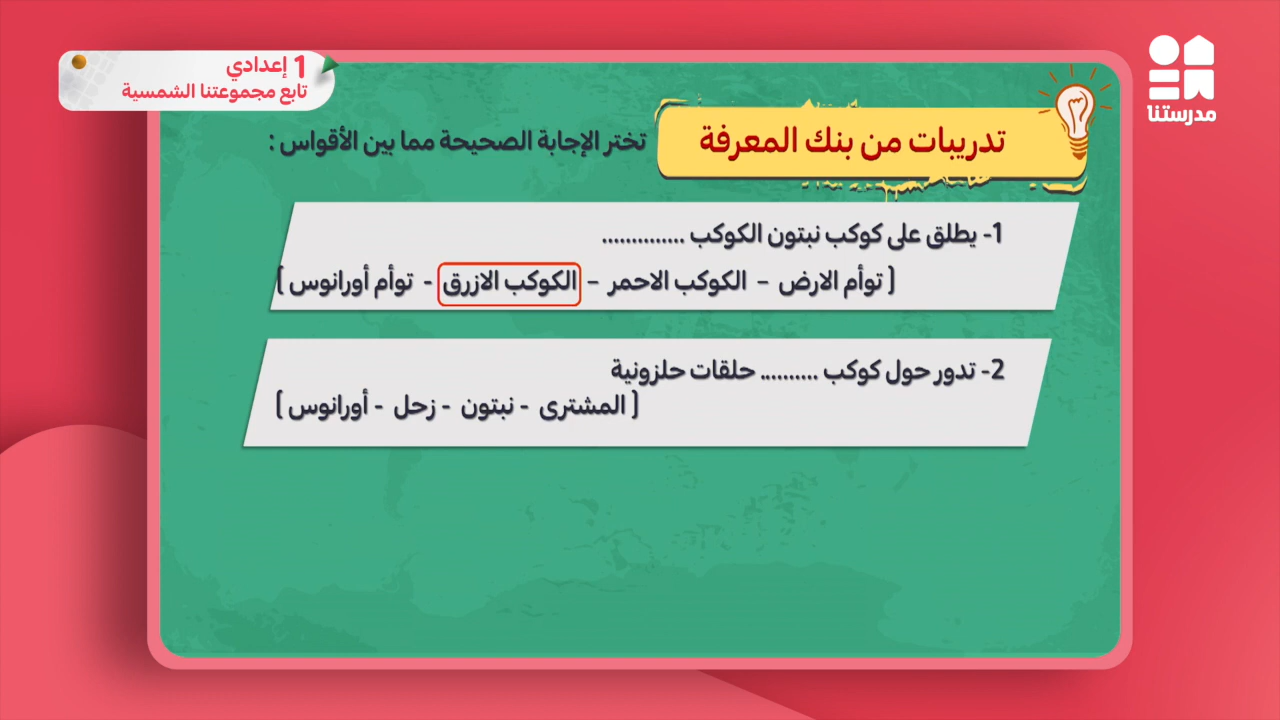 1 إعدادي
تابع مجموعتنا الشمسية
مدرستنا
تدريبات من بنك المعرفة
تختر الإجابة الصحيحة مما بين الأقواس :
1- يطلق على كوكب نبتون الكوكب ..............
( توأم الارض – الكوكب الاحمر – الكوكب الازرق - توأم أورانوس )
2- تدور حول كوكب .......... حلقات حلزونية
( المشترى - نبتون - زحل - أورانوس )